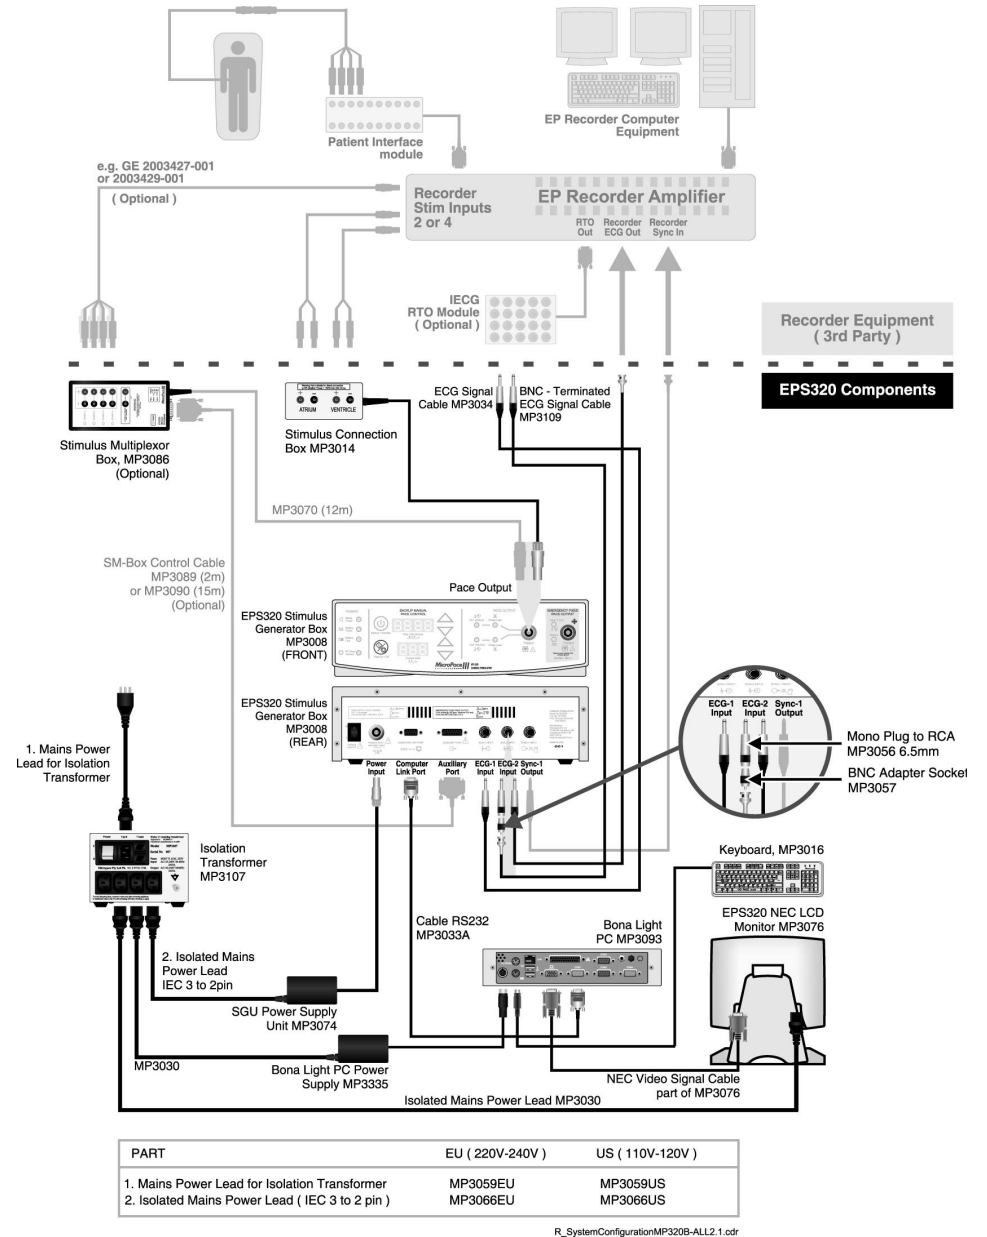 EP Recorder Computer
Equipment
Patient Interface
module
e.g. GE 2003427-001
or 2003429-001
( Optional )
Recorder
Stim Inputs
2 or 4
EP Recorder Amplifier
RTO
Out
Recorder
ECG Out
Recorder
Sync In
IECG
RTO Module
( Optional )
Recorder Equipment
( 3rd Party )
EPS320 Components
ECG Signal
Cable MP3034
BNC - Terminated
ECG Signal Cable
MP3109
ATRIUM
VENTRICLE
Stimulus Connection
Box MP3014
Stimulus Multiplexor
Box, MP3086
(Optional)
MP3070 (12m)
SM-Box Control Cable
MP3089 (2m)
or MP3090 (15m)
(Optional)
Pace Output
EPS320 Stimulus
Generator Box
MP3008
(FRONT)
MicroPace III
EPS320 Stimulus
Generator Box
MP3008
(REAR)
Power
Input
Computer
Link Port
Auxiliary
Port
ECG-1
Input
ECG-2
Input
Sync-1
Output
ECG-1
Input
ECG-2
Input
Sync-1
Output
Mono Plug to RCA
MP3056 6.5mm
BNC Adapter Socket
MP3057
1. Mains Power
Lead for Isolation
Transformer
Isolation
Transformer
MP3107
Keyboard, MP3016
EPS320 NEC LCD
Monitor MP3076
Cable RS232
MP3033A
Bona Light
PC MP3093
2. Isolated Mains
Power Lead
IEC 3 to 2pin
SGU Power Supply
Unit MP3074
MP3030
Bona Light PC Power
Supply MP3335
NEC Video Signal Cable
part of MP3076
Isolated Mains Power Lead MP3030
PART EU ( 220V-240V ) US ( 110V-120V )
1. Mains Power Lead for Isolation Transformer MP3059EU MP3059US
2. Isolated Mains Power Lead ( IEC 3 to 2 pin ) MP3066EU MP3066US
R_SystemConfigurationMP320B-ALL2.1.cdr